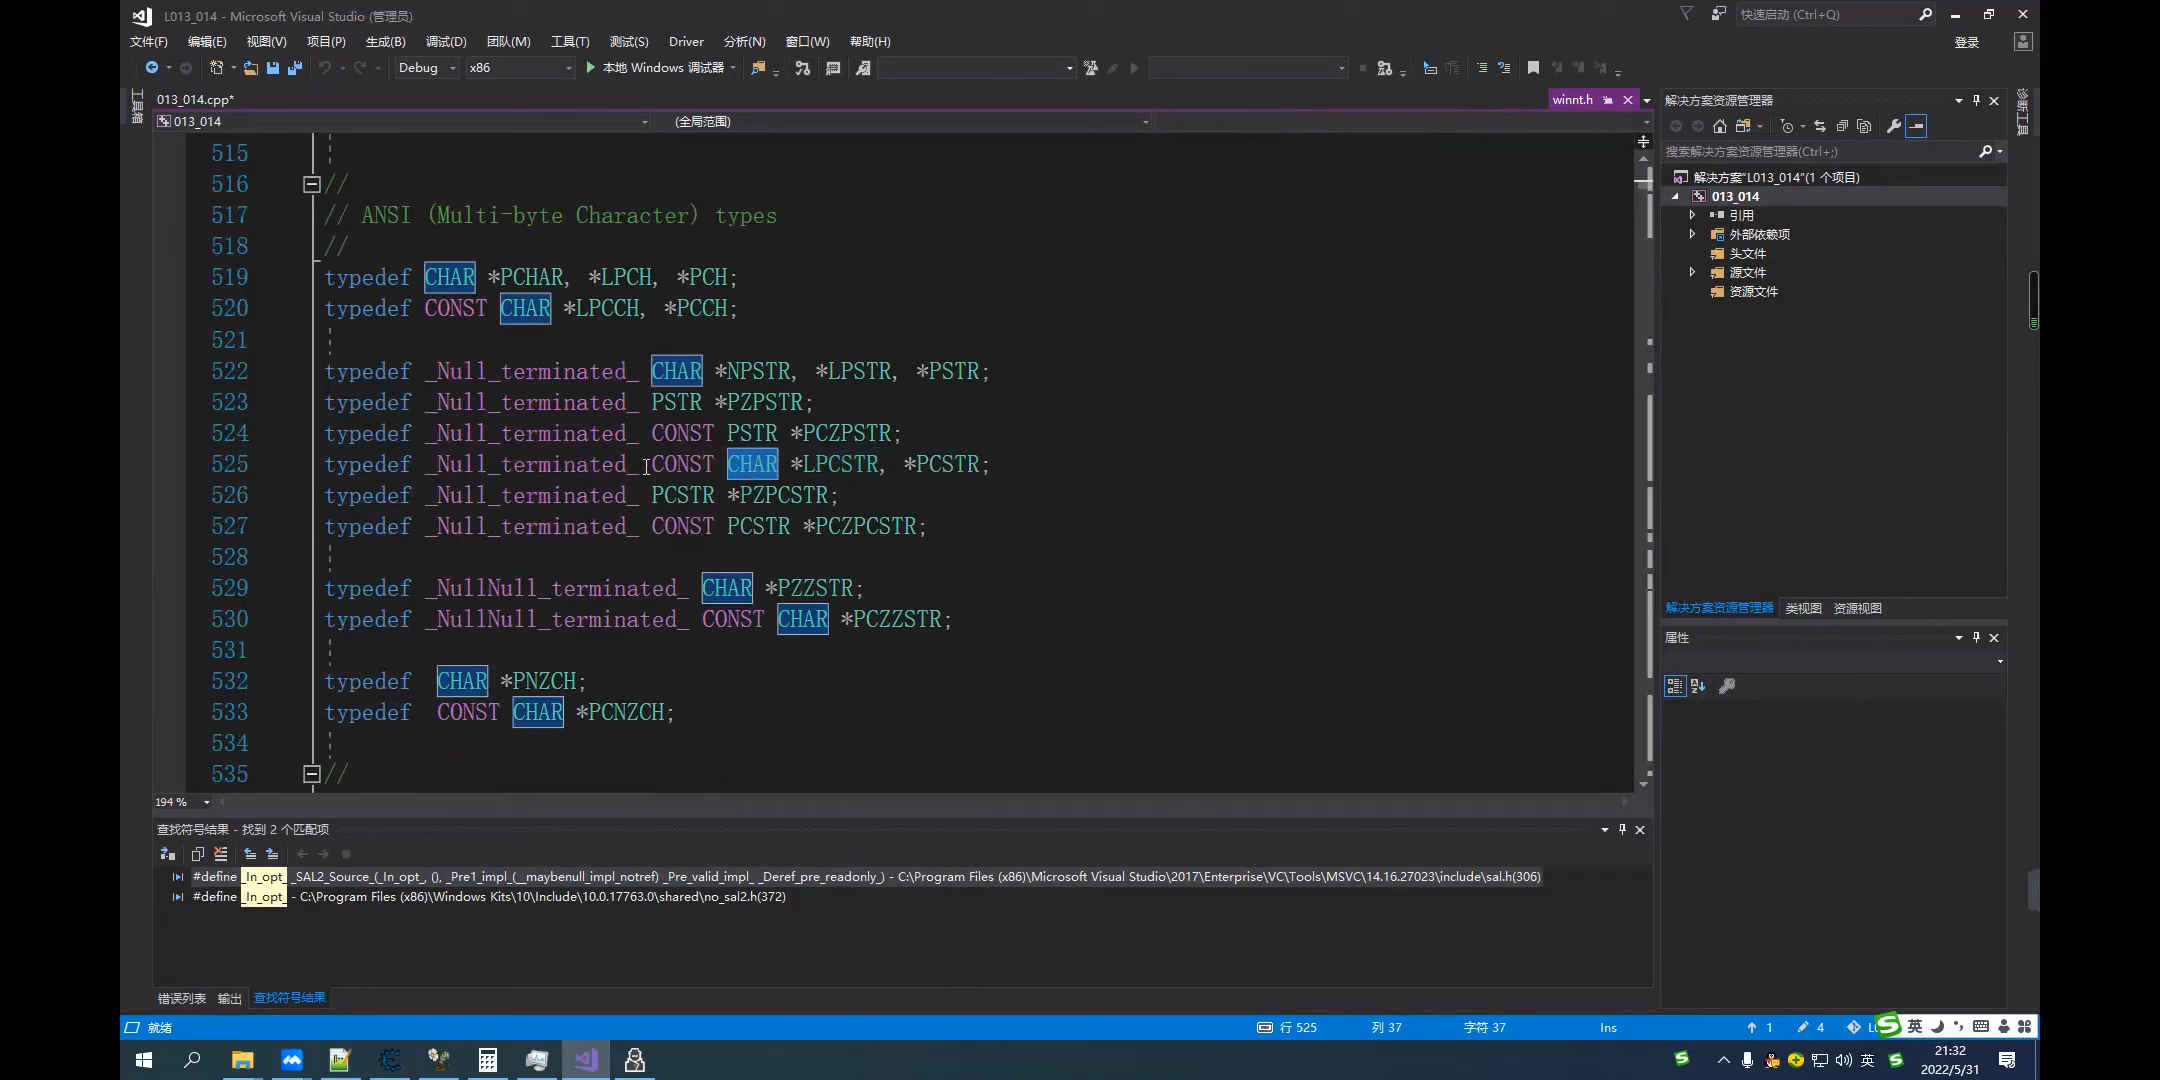 L013_014 - Microsoft Visual Studio (管理员)
快速启动 (Ctrl+Q)
文件(F) 编辑(E) 视图(V) 项目(P) 生成(B) 调试(D) 团队(M) 工具(T) 测试(S) Driver 分析(N) 窗口(W) 帮助(H)
登录
Debug x86 本地 Windows 调试器
工具箱
013_014.cpp*
winnt.h
013_014
(全局范围)
515
516 //
517 // ANSI (Multi-byte Character) types
518 //
519 typedef CHAR *PCHAR, *LPCH, *PCH;
520 typedef CONST CHAR *LPCCH, *PCCH;
521
522 typedef _Null_terminated_ CHAR *NPSTR, *LPSTR, *PSTR;
523 typedef _Null_terminated_ PSTR *PZPSTR;
524 typedef _Null_terminated_ CONST PSTR *PCZPSTR;
525 typedef _Null_terminated_ CONST CHAR *LPCSTR, *PCSTR;
526 typedef _Null_terminated_ PCSTR *PZPCSTR;
527 typedef _Null_terminated_ CONST PCSTR *PCZPCSTR;
528
529 typedef _NullNull_terminated_ CHAR *PZZSTR;
530 typedef _NullNull_terminated_ CONST CHAR *PCZZSTR;
531
532 typedef  CHAR *PNZCH;
533 typedef  CONST CHAR *PCNZCH;
534
535 //
194 %
查找符号结果 - 找到 2 个匹配项
#define _In_opt_ _SAL2_Source_(_In_opt_, (), _Pre1_impl_(__maybenull_impl_notref) _Pre_valid_impl_ _Deref_pre_readonly_) - C:\Program Files (x86)\Microsoft Visual Studio\2017\Enterprise\VC\Tools\MSVC\14.16.27023\include\sal.h(306)
#define _In_opt_ - C:\Program Files (x86)\Windows Kits\10\Include\10.0.17763.0\shared\no_sal2.h(372)
错误列表 输出 查找符号结果
解决方案资源管理器
搜索解决方案资源管理器(Ctrl+;)
解决方案"L013_014"(1 个项目)
013_014
引用
外部依赖项
头文件
源文件
资源文件
解决方案资源管理器 类视图 资源视图
属性
诊断工具
就绪
行 525 列 37 字符 37 Ins 1 4
英
英
21:32
2022/5/31